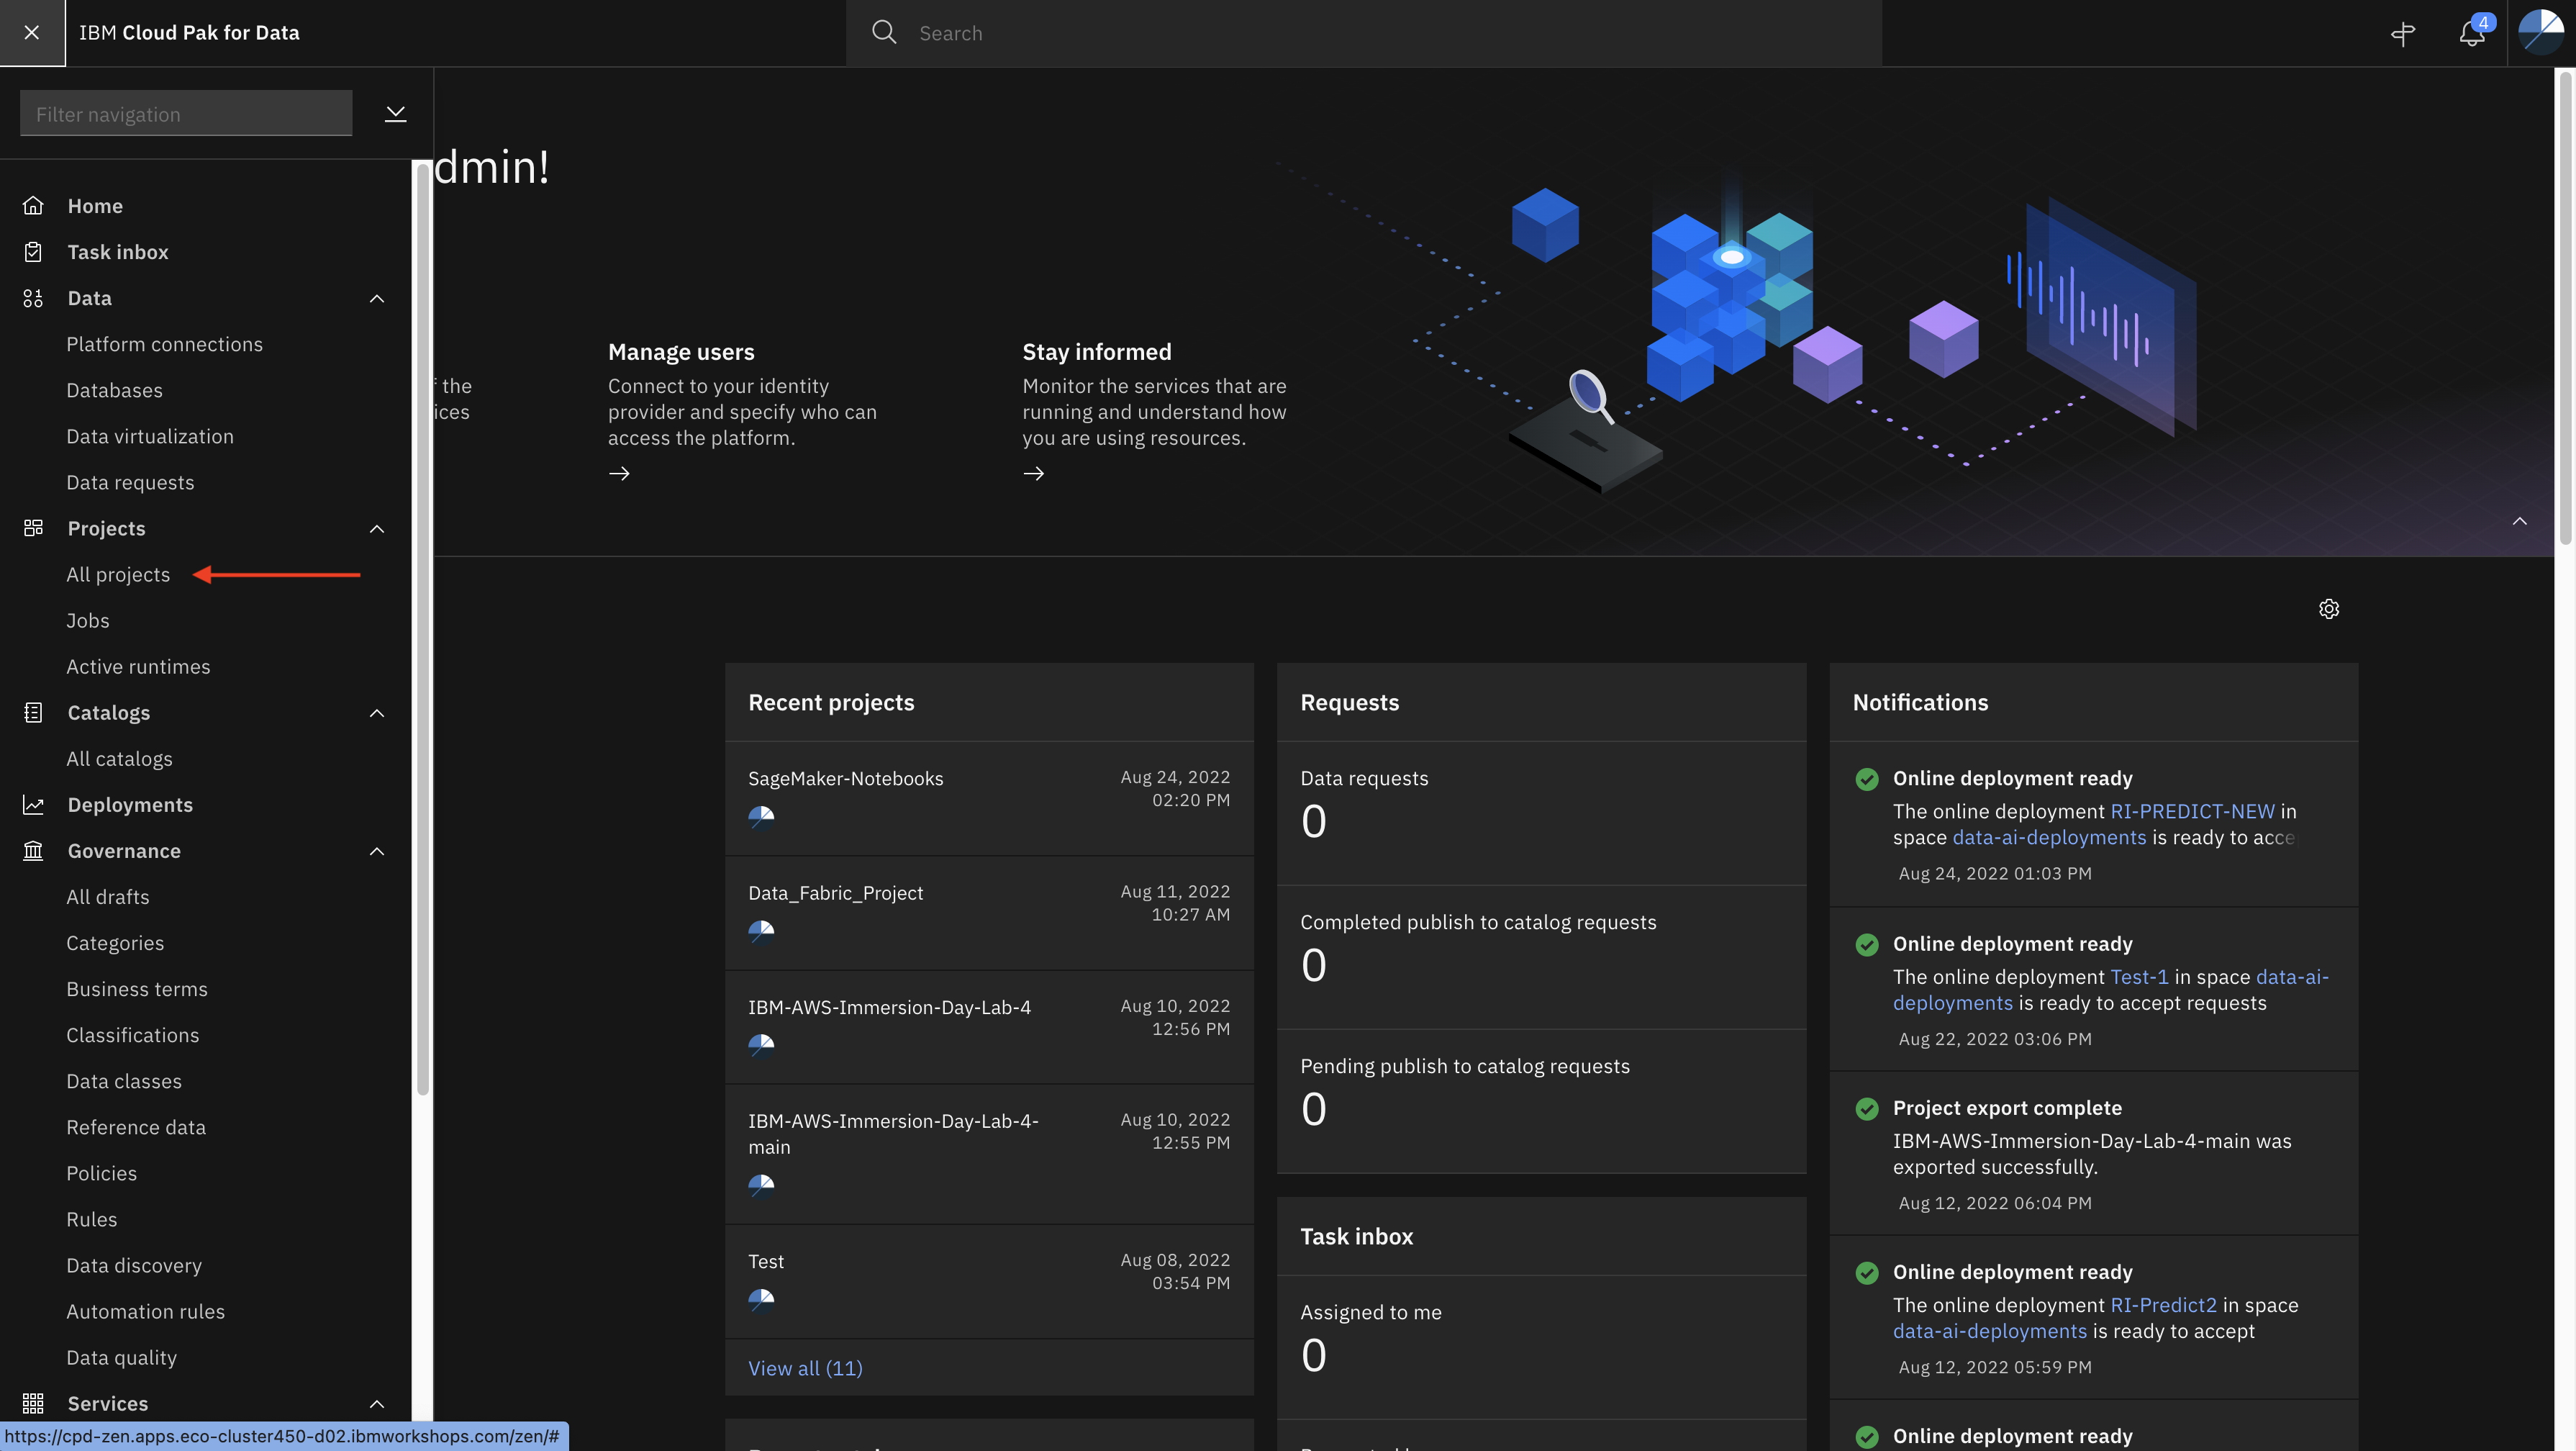 IBM Cloud Pak for Data
Search
4
Filter navigation
Home
Task inbox
Data
Platform connections
Databases
Data virtualization
Data requests
Projects
All projects
Jobs
Active runtimes
Catalogs
All catalogs
Deployments
Governance
All drafts
Categories
Business terms
Classifications
Data classes
Reference data
Policies
Rules
Data discovery
Automation rules
Data quality
Services
https://cpd-zen.apps.eco-cluster450-d02.ibmworkshops.com/zen/#
dmin!
the
ices
Manage users
Connect to your identity
provider and specify who can
access the platform.
Stay informed
Monitor the services that are
running and understand how
you are using resources.
Recent projects
SageMaker-Notebooks
Aug 24, 2022
02:20 PM
Data_Fabric_Project
Aug 11, 2022
10:27 AM
IBM-AWS-Immersion-Day-Lab-4
Aug 10, 2022
12:56 PM
IBM-AWS-Immersion-Day-Lab-4-
main
Aug 10, 2022
12:55 PM
Test
Aug 08, 2022
03:54 PM
View all (11)
Requests
Data requests
0
Completed publish to catalog requests
0
Pending publish to catalog requests
0
Task inbox
Assigned to me
0
Notifications
Online deployment ready
The online deployment RI-PREDICT-NEW in
space data-ai-deployments is ready to acce
Aug 24, 2022 01:03 PM
Online deployment ready
The online deployment Test-1 in space data-ai-
deployments is ready to accept requests
Aug 22, 2022 03:06 PM
Project export complete
IBM-AWS-Immersion-Day-Lab-4-main was
exported successfully.
Aug 12, 2022 06:04 PM
Online deployment ready
The online deployment RI-Predict2 in space
data-ai-deployments is ready to accept
Aug 12, 2022 05:59 PM
Online deployment ready